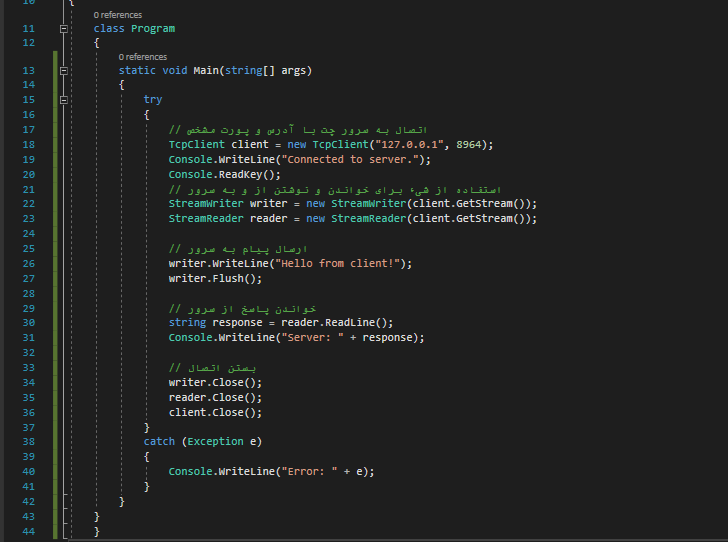 10 {
0 references
11 class Program
12 {
0 references
13 static void Main(string[] args)
14 {
15 try
16 {
17 // اتصال به سرور چت با آدرس و پورت مشخص
18 TcpClient client = new TcpClient("127.0.0.1", 8964);
19 Console.WriteLine("Connected to server.");
20 Console.ReadKey();
21 // استفاده از شیء برای خواندن و نوشتن از و به سرور
22 StreamWriter writer = new StreamWriter(client.GetStream());
23 StreamReader reader = new StreamReader(client.GetStream());
24
25 // ارسال پیام به سرور
26 writer.WriteLine("Hello from client!");
27 writer.Flush();
28
29 // خواندن پاسخ از سرور
30 string response = reader.ReadLine();
31 Console.WriteLine("Server: " + response);
32
33 // بستن اتصال
34 writer.Close();
35 reader.Close();
36 client.Close();
37 }
38 catch (Exception e)
39 {
40 Console.WriteLine("Error: " + e);
41 }
42 }
43 }
44 }